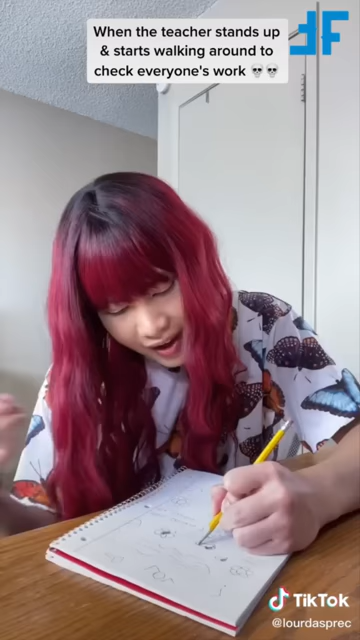 When the teacher stands up
& starts walking around to
check everyone's work 💀💀
TikTok
@lourdasprec